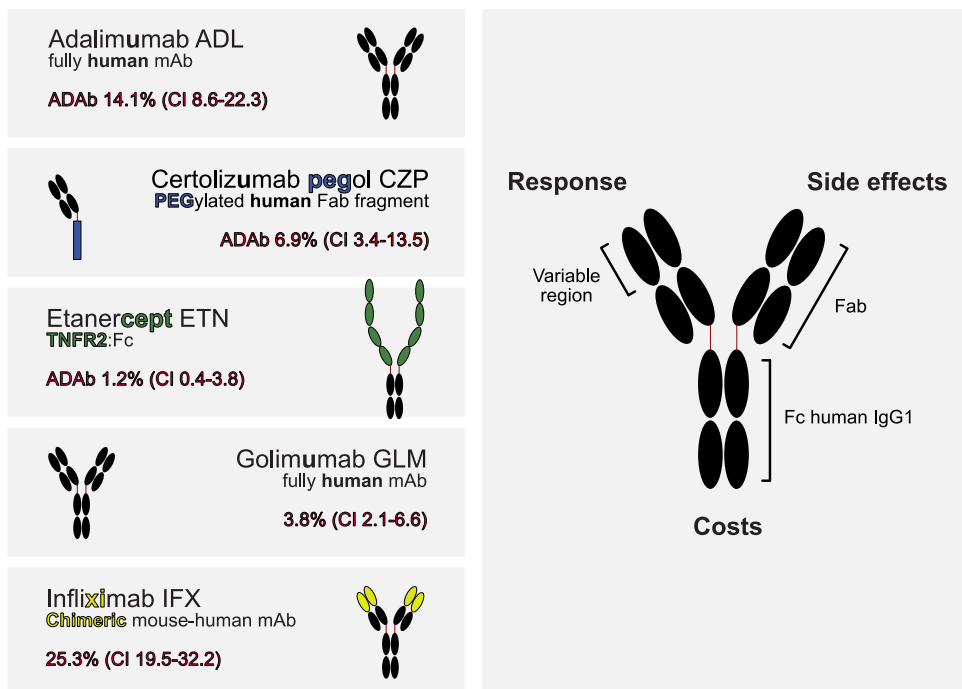 Adalimumab ADL
fully human mAb
ADAb 14.1% (CI 8.6-22.3)
Certolizumab pegol CZP
PEGylated human Fab fragment
ADAb 6.9% (CI 3.4-13.5)
Etanercept ETN
TNFR2:Fc
ADAb 1.2% (CI 0.4-3.8)
Golimumab GLM
fully human mAb
3.8% (CI 2.1-6.6)
Infliximab IFX
Chimeric mouse-human mAb
25.3% (CI 19.5-32.2)
Response
Side effects
Variable
region
Fab
Fc human IgG1
Costs